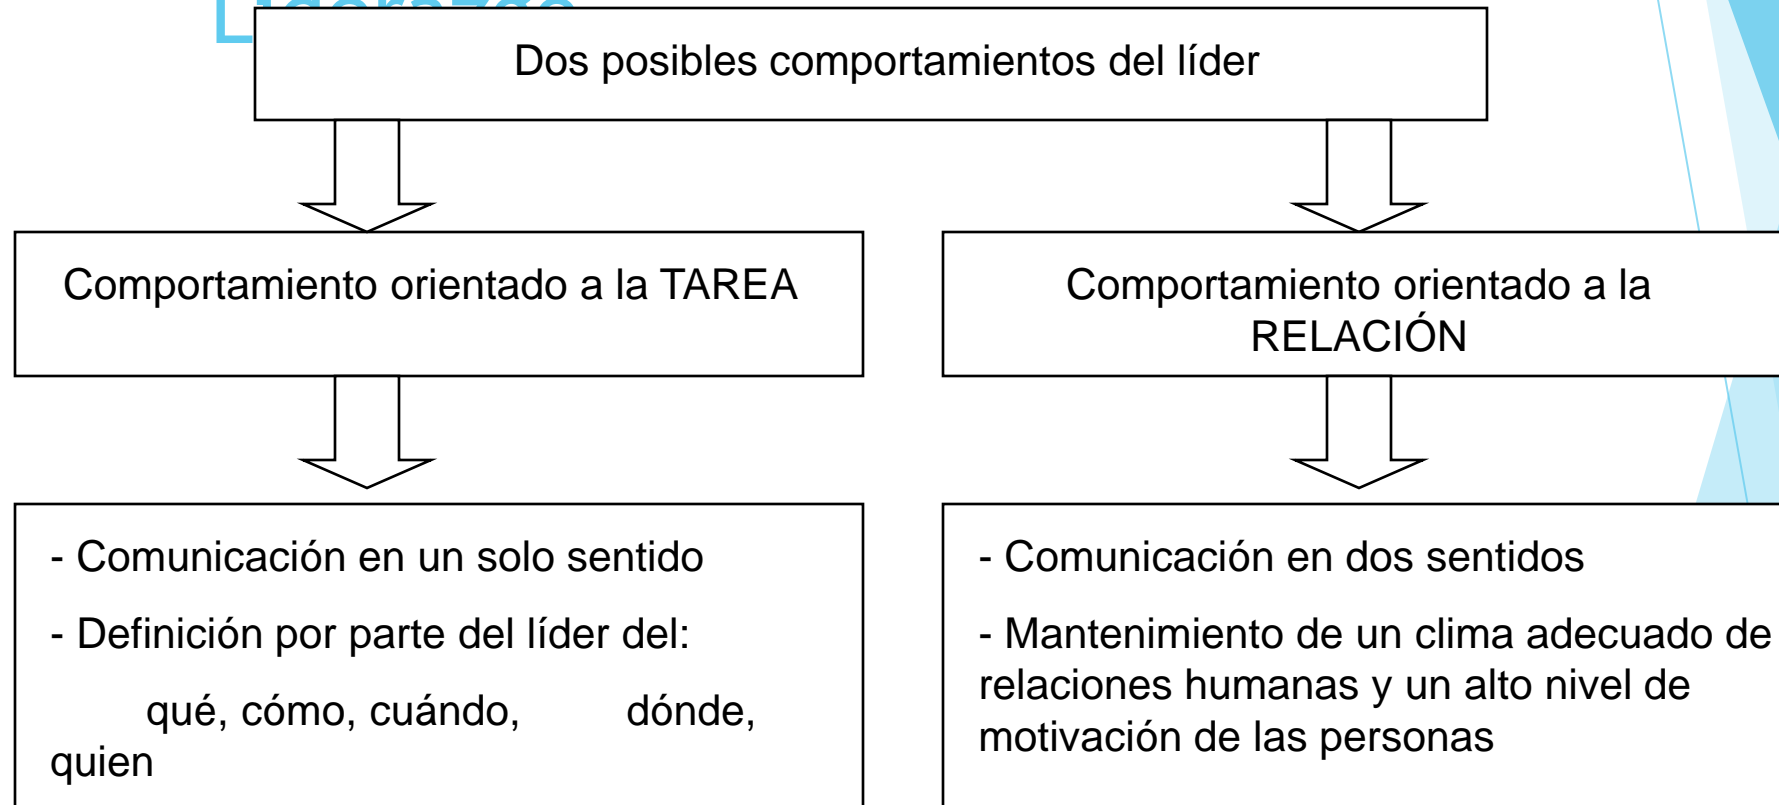 Liderazgo
Dos posibles comportamientos del líder
Comportamiento orientado a la TAREA
Comportamiento orientado a la
RELACIÓN
- Comunicación en un solo sentido
- Definición por parte del líder del:
qué, cómo, cuándo, dónde,
quien
- Comunicación en dos sentidos
- Mantenimiento de un clima adecuado de
relaciones humanas y un alto nivel de
motivación de las personas